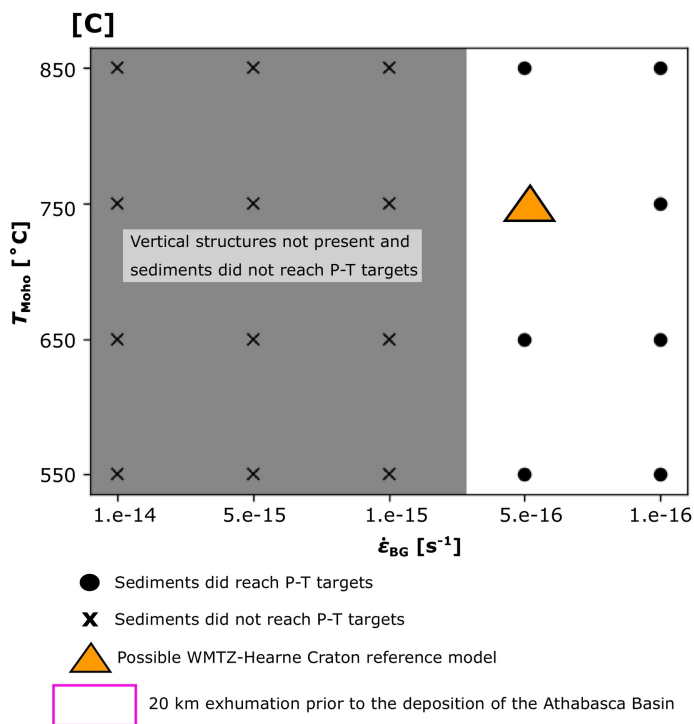 [C]
850
750
650
550
T_Moho [˚C]
Vertical structures not present and
sediments did not reach P-T targets
1.e-14 5.e-15 1.e-15 5.e-16 1.e-16
ε̇_BG [s⁻¹]
Sediments did reach P-T targets
X Sediments did not reach P-T targets
Possible WMTZ-Hearne Craton reference model
20 km exhumation prior to the deposition of the Athabasca Basin